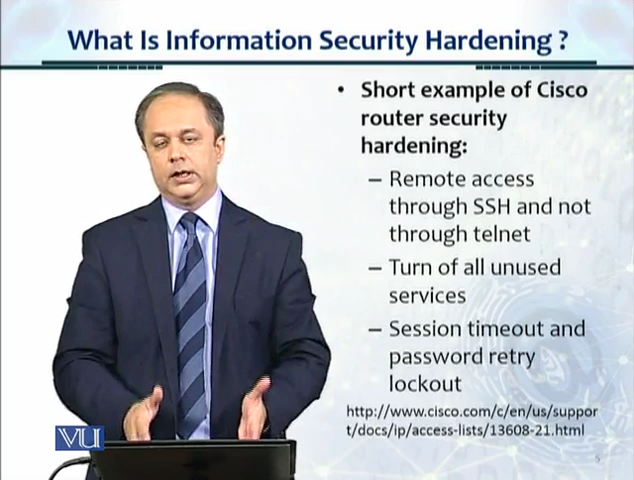 What Is Information Security Hardening ?
• Short example of Cisco
router security
hardening:
– Remote access
through SSH and not
through telnet
– Turn of all unused
services
– Session timeout and
password retry
lockout
http://www.cisco.com/c/en/us/suppor
t/docs/ip/access-lists/13608-21.html
VU
5